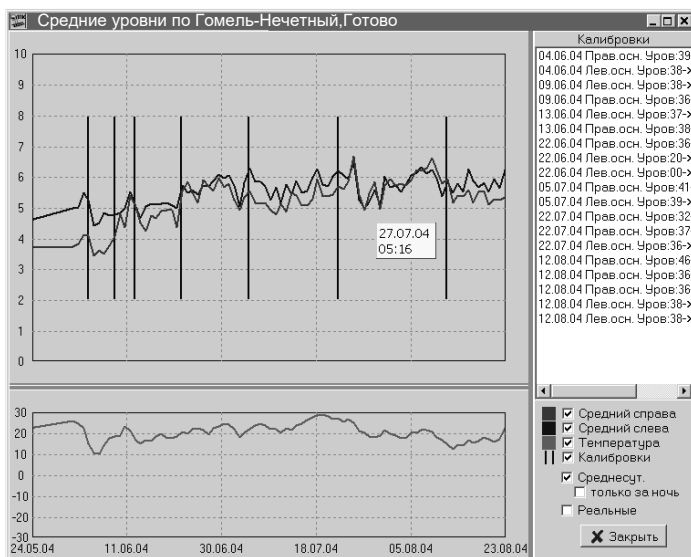 Средние уровни по Гомель-Нечетный,Готово
10
9
8
7
6
5
4
3
2
1
0
27.07.04
05:16
30
20
10
0
-10
-20
-30
24.05.04 11.06.04 30.06.04 18.07.04 05.08.04 23.08.04
Калибровки
04.06.04 Прав.осн. Уров:39
04.06.04 Лев.осн. Уров:38->
09.06.04 Лев.осн. Уров:38->
09.06.04 Прав.осн. Уров:36
13.06.04 Лев.осн. Уров:37->
13.06.04 Прав.осн. Уров:38
22.06.04 Прав.осн. Уров:36
22.06.04 Лев.осн. Уров:20->
22.06.04 Лев.осн. Уров:00->
05.07.04 Прав.осн. Уров:41
05.07.04 Лев.осн. Уров:39->
22.07.04 Прав.осн. Уров:32
22.07.04 Прав.осн. Уров:37
22.07.04 Лев.осн. Уров:36->
12.08.04 Прав.осн. Уров:46
12.08.04 Прав.осн. Уров:36
12.08.04 Прав.осн. Уров:36
12.08.04 Лев.осн. Уров:38->
12.08.04 Лев.осн. Уров:38->
Средний справа
Средний слева
Температура
Калибровки
Среднесут.
только за ночь
Реальные
Закрыть